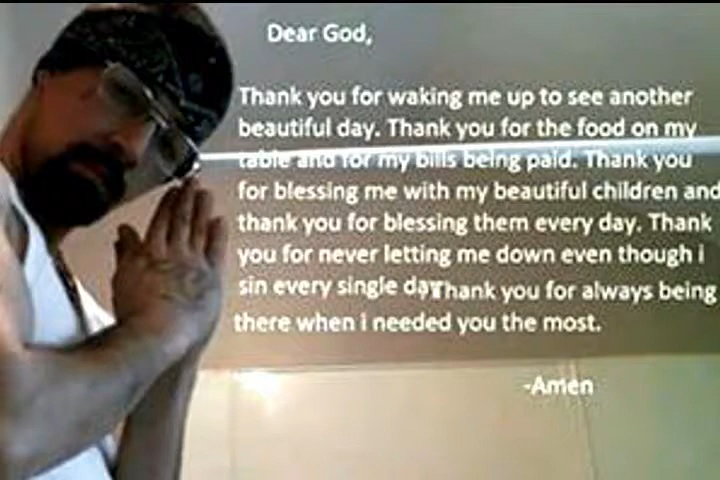 Dear God,
Thank you for waking me up to see another
beautiful day. Thank you for the food on my
table and for my bills being paid. Thank you
for blessing me with my beautiful children and
thank you for blessing them every day. Thank
you for never letting me down even though i
sin every single day Thank you for always being
there when i needed you the most.
-Amen